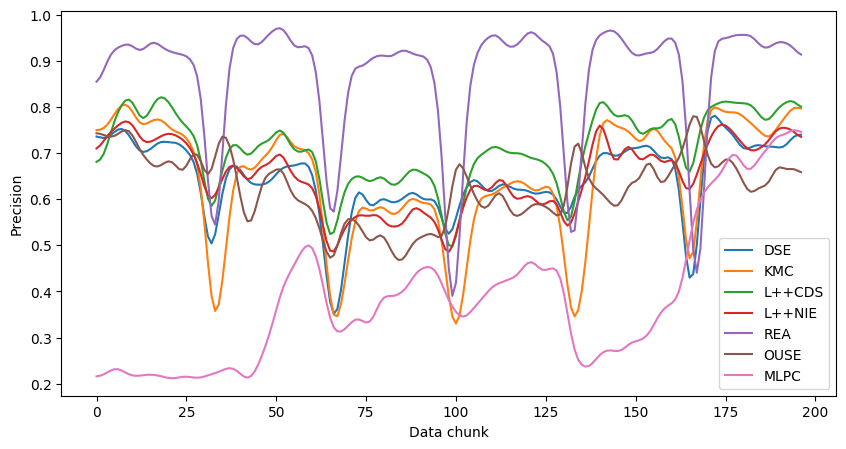 1.0
0.9
0.8
0.7
0.6
0.5
0.4
0.3
0.2
Precision
0
25
50
75
100
125
150
175
200
Data chunk
DSE
KMC
L++CDS
L++NIE
REA
OUSE
MLPC